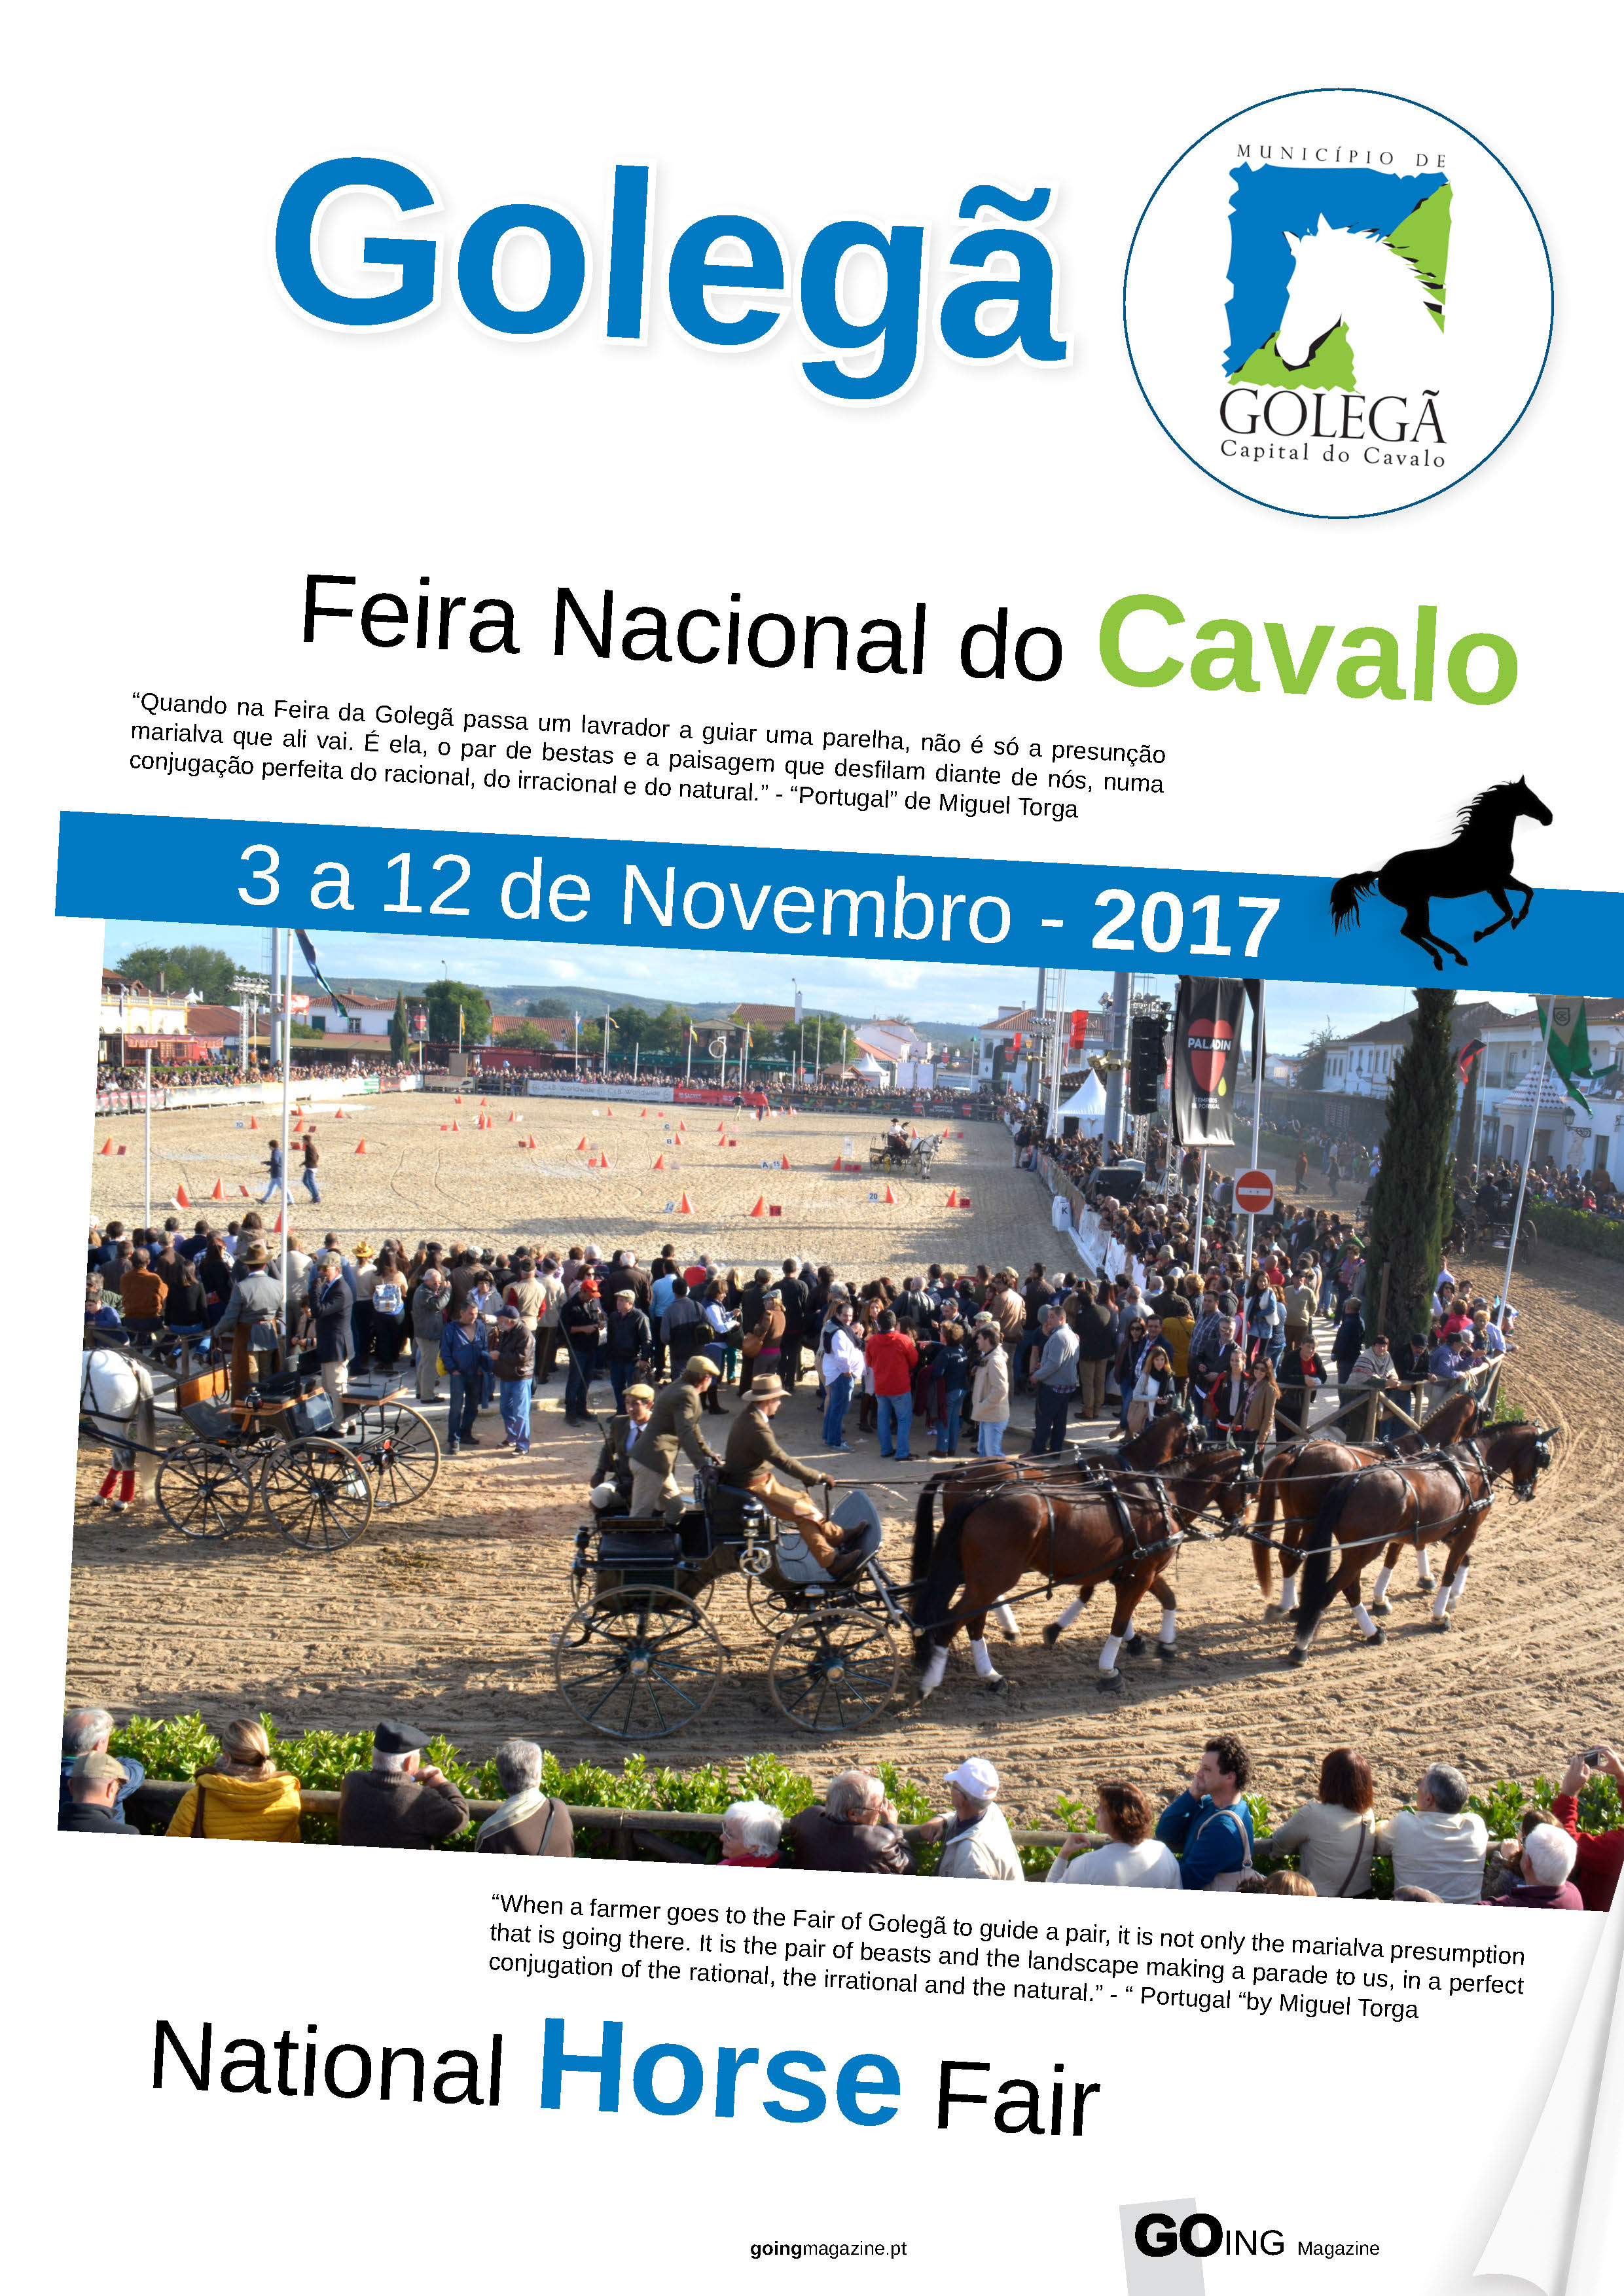 Golegã
MUNICÍPIO DE
GOLEGÃ
Capital do Cavalo
Feira Nacional do Cavalo
“Quando na Feira da Golegã passa um lavrador a guiar uma parelha, não é só a presunção
marialva que ali vai. É ela, o par de bestas e a paisagem que desfilam diante de nós, numa
conjugação perfeita do racional, do irracional e do natural.” - “Portugal” de Miguel Torga
3 a 12 de Novembro - 2017
PALADIN
“When a farmer goes to the Fair of Golegã to guide a pair, it is not only the marialva presumption
that is going there. It is the pair of beasts and the landscape making a parade to us, in a perfect
conjugation of the rational, the irrational and the natural.” - “ Portugal “by Miguel Torga
National Horse Fair
goingmagazine.pt
GOING Magazine